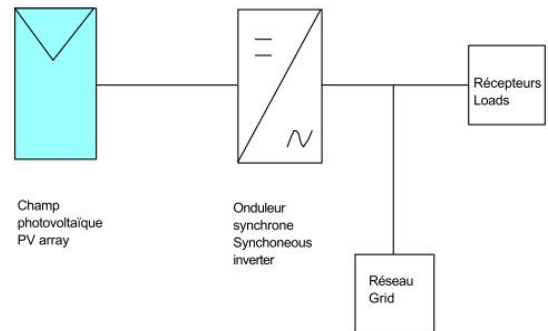 Récepteurs
Loads
Champ
photovoltaïque
PV array
Onduleur
synchrone
Synchoneous
inverter
Réseau
Grid